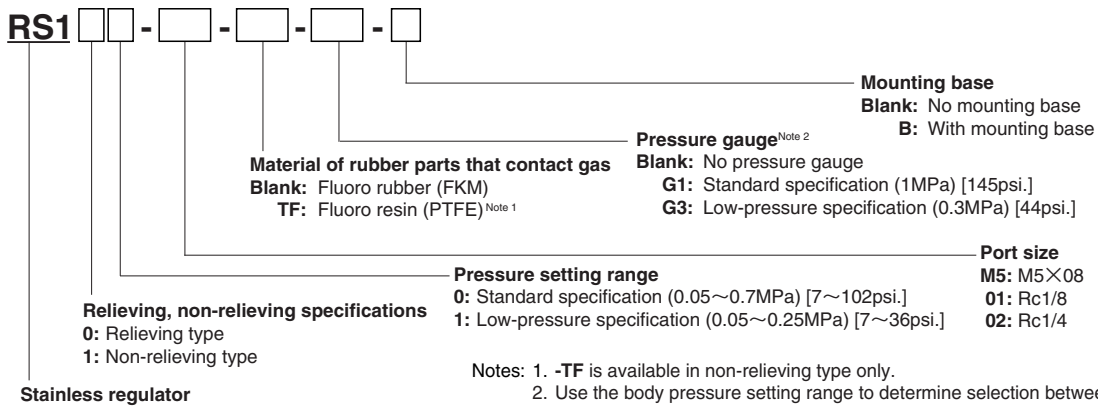 RS1 - - - -
Mounting base
Blank: No mounting base
B: With mounting base
Pressure gauge Note 2
Blank: No pressure gauge
G1: Standard specification (1MPa) [145psi.]
G3: Low-pressure specification (0.3MPa) [44psi.]
Material of rubber parts that contact gas
Blank: Fluoro rubber (FKM)
TF: Fluoro resin (PTFE) Note 1
Port size
M5: M5×08
01: Rc1/8
02: Rc1/4
Pressure setting range
0: Standard specification (0.05～0.7MPa) [7～102psi.]
1: Low-pressure specification (0.05～0.25MPa) [7～36psi.]
Relieving, non-relieving specifications
0: Relieving type
1: Non-relieving type
Stainless regulator
Notes: 1. -TF is available in non-relieving type only.
2. Use the body pressure setting range to determine selection